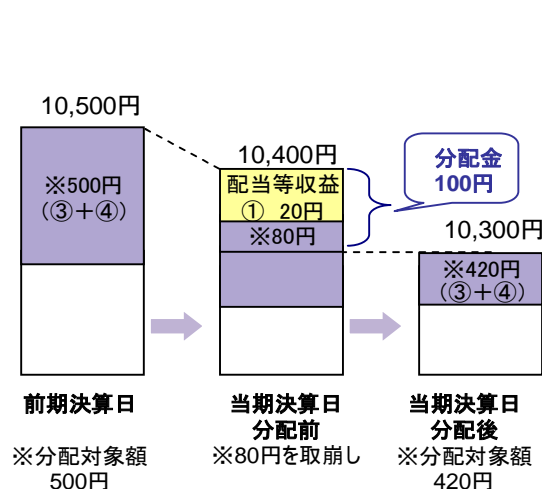 10,500円
※500円
（③＋④）
10,400円
配当等収益
① 20円
※80円
分配金
100円
10,300円
※420円
（③＋④）
前期決算日
※分配対象額
500円
当期決算日
分配前
※80円を取崩し
当期決算日
分配後
※分配対象額
420円